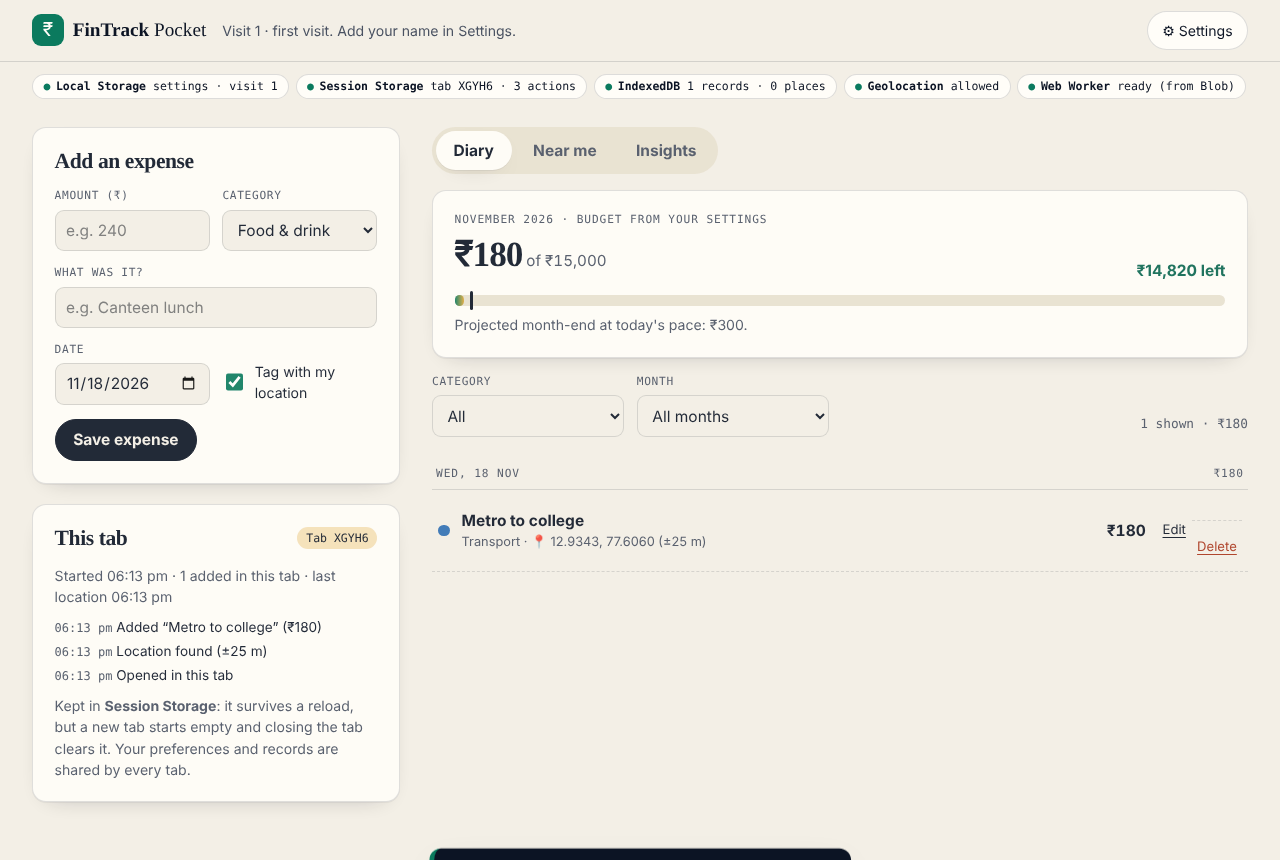 ₹ FinTrack Pocket Visit 1 · first visit. Add your name in Settings. ⚙ Settings
● Local Storage settings · visit 1 ● Session Storage tab XGYH6 · 3 actions ● IndexedDB 1 records · 0 places ● Geolocation allowed ● Web Worker ready (from Blob)
Add an expense
AMOUNT (₹) CATEGORY
e.g. 240 Food & drink
WHAT WAS IT?
e.g. Canteen lunch
DATE
11/18/2026 Tag with my
location
Save expense
This tab Tab XGYH6
Started 06:13 pm · 1 added in this tab · last
location 06:13 pm
06:13 pm Added “Metro to college” (₹180)
06:13 pm Location found (±25 m)
06:13 pm Opened in this tab
Kept in Session Storage: it survives a reload,
but a new tab starts empty and closing the tab
clears it. Your preferences and records are
shared by every tab.
Diary Near me Insights
NOVEMBER 2026 · BUDGET FROM YOUR SETTINGS
₹180 of ₹15,000
₹14,820 left
Projected month-end at today's pace: ₹300.
CATEGORY MONTH
All All months
1 shown · ₹180
WED, 18 NOV ₹180
Metro to college
Transport · 📍 12.9343, 77.6060 (±25 m)
₹180 Edit
Delete